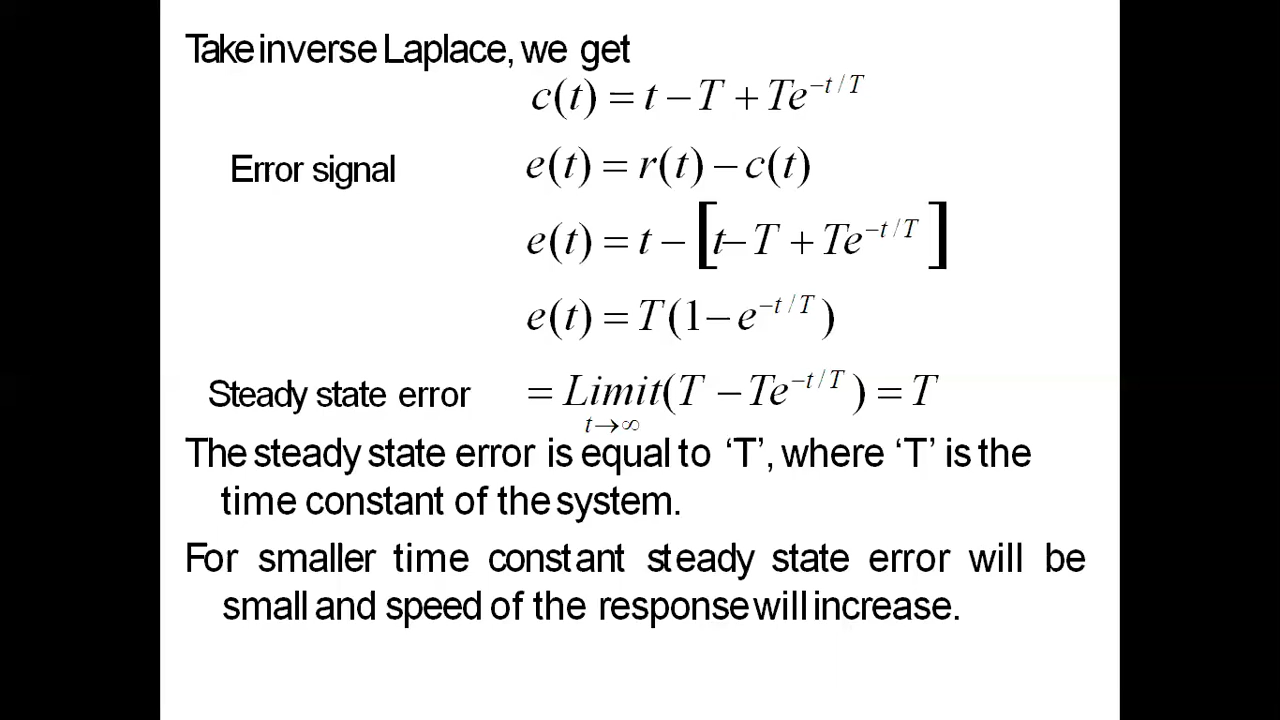 Take inverse Laplace, we get
c(t) = t − T + Te^{−t/T}
Error signal e(t) = r(t) − c(t)
e(t) = t − [t − T + Te^{−t/T}]
e(t) = T(1 − e^{−t/T})
Steady state error = Limit(T − Te^{−t/T}) = T
t→∞
The steady state error is equal to ‘T’, where ‘T’ is the
time constant of the system.
For smaller time constant steady state error will be
small and speed of the response will increase.